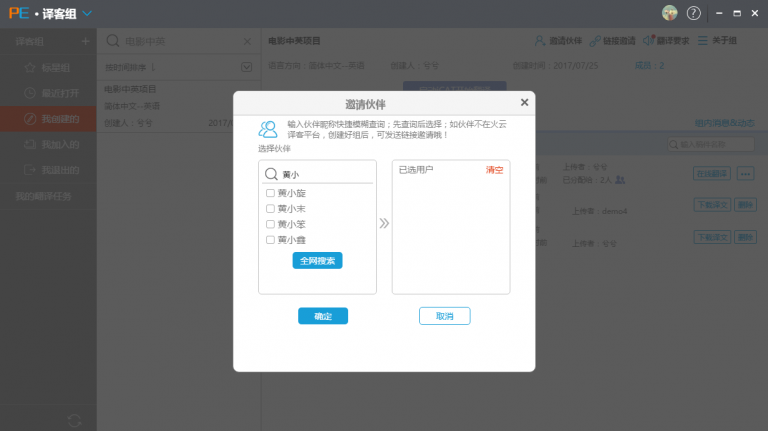 PE·译客组
?
译客组 +
标星组
最近打开
我创建的
我加入的
我退出的
我的翻译任务
电影中英
按时间排序
电影中英项目
简体中文--英语
创建人：兮兮
电影中英项目
邀请伙伴
链接邀请
翻译要求
关于组
语言方向：简体中文--英语
创建人：兮兮
创建时间：2017/07/25
成员：2
上传者：兮兮
已分配给：2人
在线翻译
上传者：demo4
下载译文
删除
上传者：兮兮
下载译文
删除
邀请伙伴
输入伙伴昵称快捷模糊查询；先查询后选择；如伙伴不在火云
译客平台，创建好组后，可发送链接邀请哦！
选择伙伴
黄小
黄小旋
黄小未
黄小笨
黄小鑫
全网搜索
已选用户
清空
确定
取消